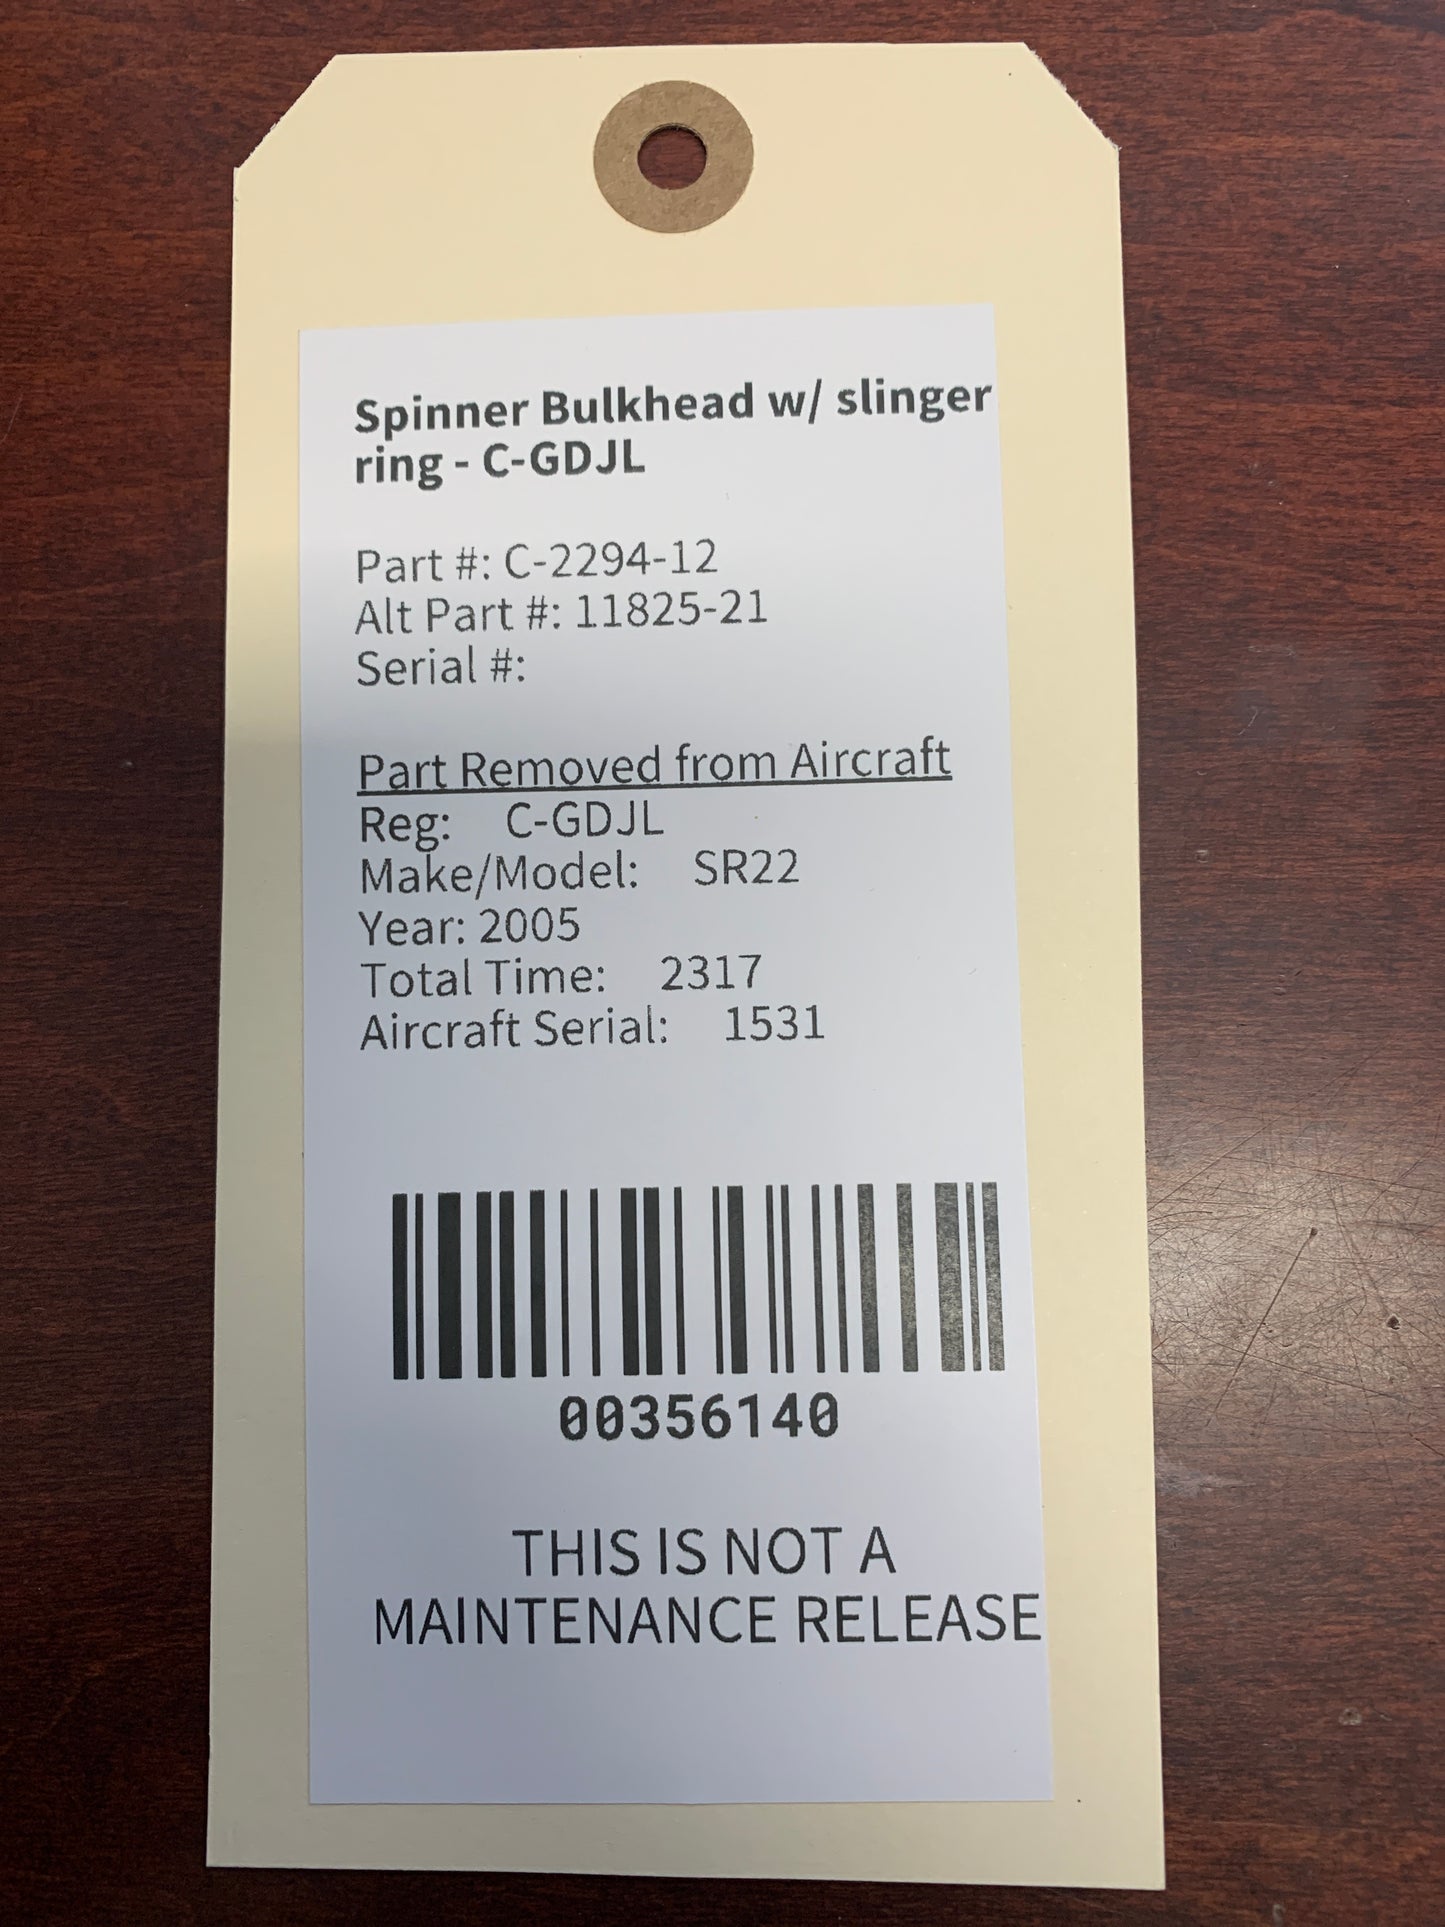 Spinner Bulkhead w/ slinger
ring - C-GDJL
Part #: C-2294-12
Alt Part #: 11825-21
Serial #:
Part Removed from Aircraft
Reg: C-GDJL
Make/Model: SR22
Year: 2005
Total Time: 2317
Aircraft Serial: 1531
00356140
THIS IS NOT A
MAINTENANCE RELEASE